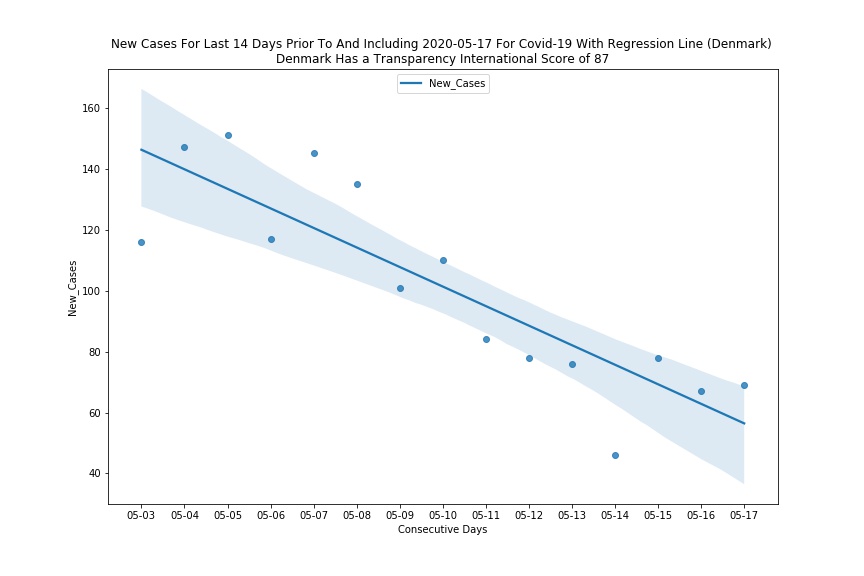 New Cases For Last 14 Days Prior To And Including 2020-05-17 For Covid-19 With Regression Line (Denmark)
Denmark Has a Transparency International Score of 87
New_Cases
160
140
120
100
80
60
40
New_Cases
05-03 05-04 05-05 05-06 05-07 05-08 05-09 05-10 05-11 05-12 05-13 05-14 05-15 05-16 05-17
Consecutive Days